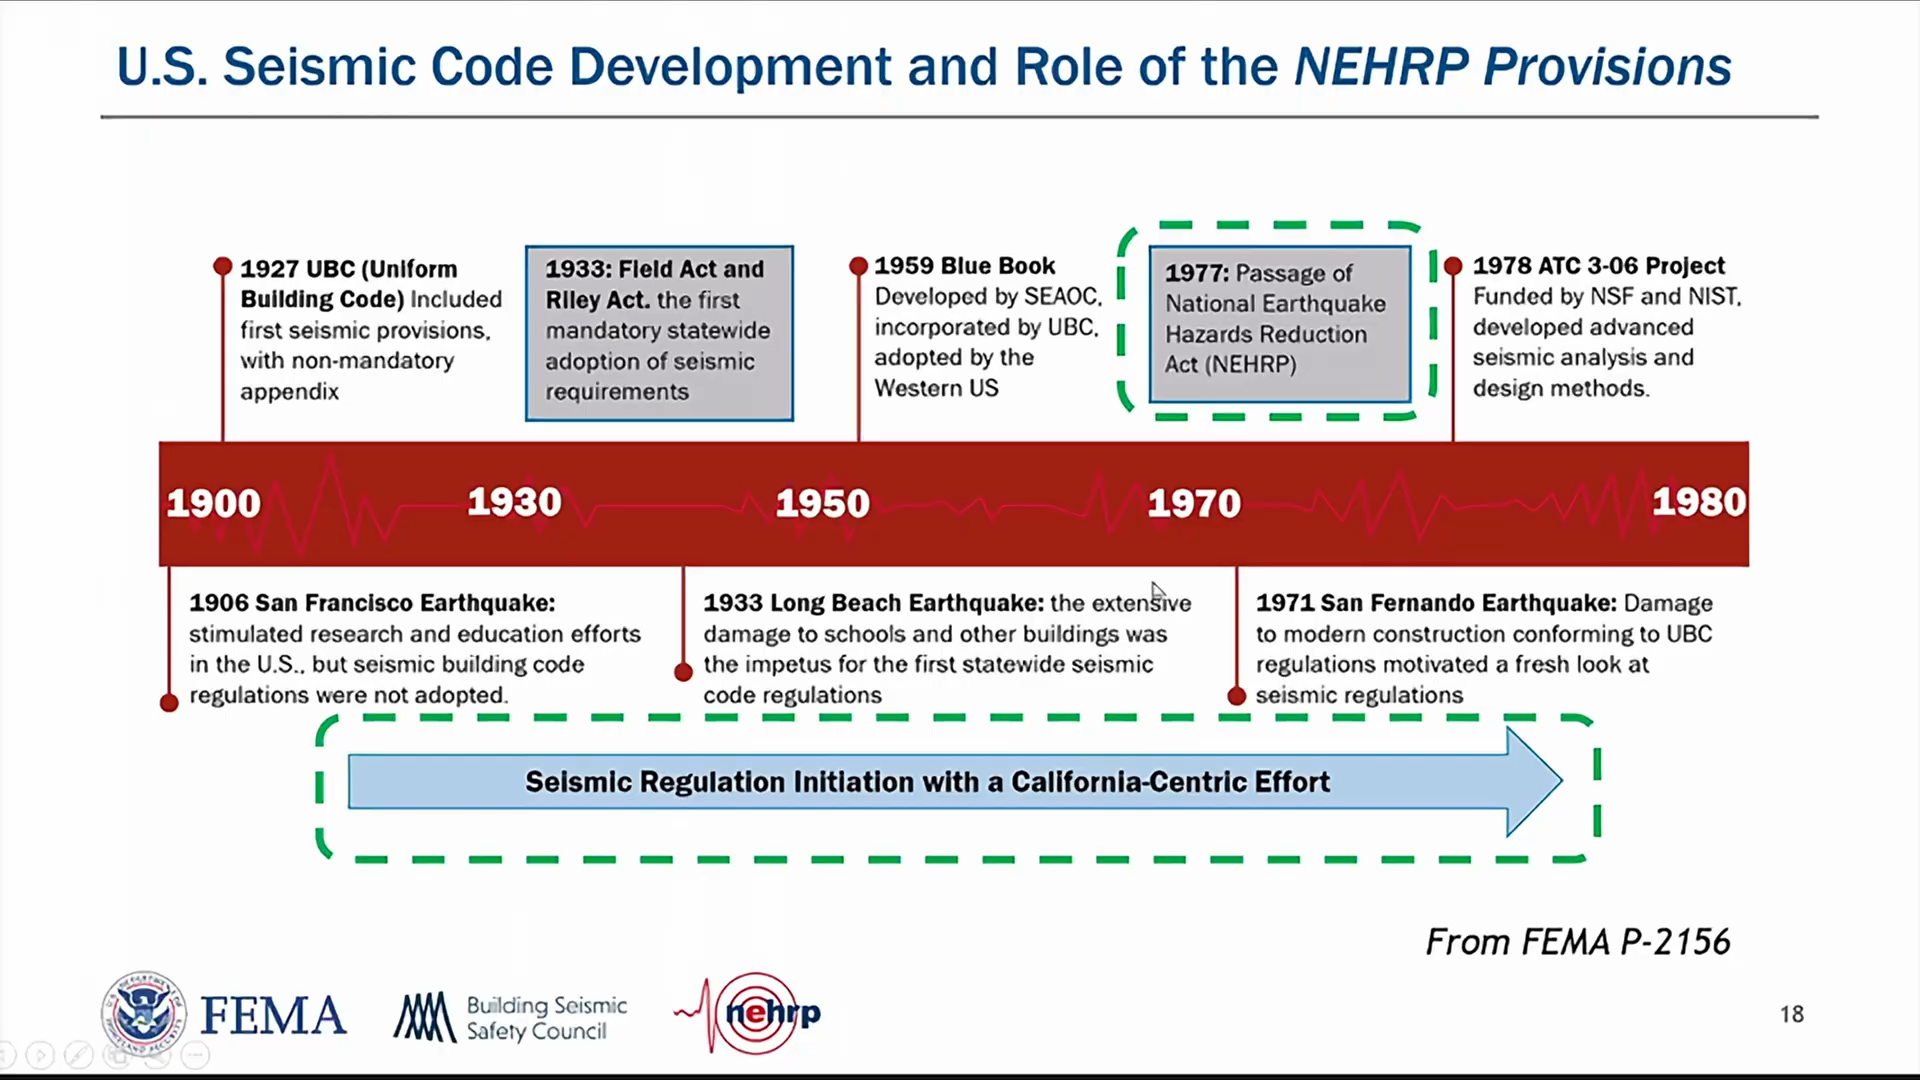 U.S. Seismic Code Development and Role of the NEHRP Provisions
1927 UBC (Uniform
Building Code) Included
first seismic provisions,
with non-mandatory
appendix
1933: Field Act and
Riley Act. the first
mandatory statewide
adoption of seismic
requirements
1959 Blue Book
Developed by SEAOC,
incorporated by UBC,
adopted by the
Western US
1977: Passage of
National Earthquake
Hazards Reduction
Act (NEHRP)
1978 ATC 3-06 Project
Funded by NSF and NIST,
developed advanced
seismic analysis and
design methods.
1900 1930 1950 1970 1980
1906 San Francisco Earthquake:
stimulated research and education efforts
in the U.S., but seismic building code
regulations were not adopted.
1933 Long Beach Earthquake: the extensive
damage to schools and other buildings was
the impetus for the first statewide seismic
code regulations
1971 San Fernando Earthquake: Damage
to modern construction conforming to UBC
regulations motivated a fresh look at
seismic regulations
Seismic Regulation Initiation with a California-Centric Effort
From FEMA P-2156
FEMA
Building Seismic
Safety Council
nehrp
18